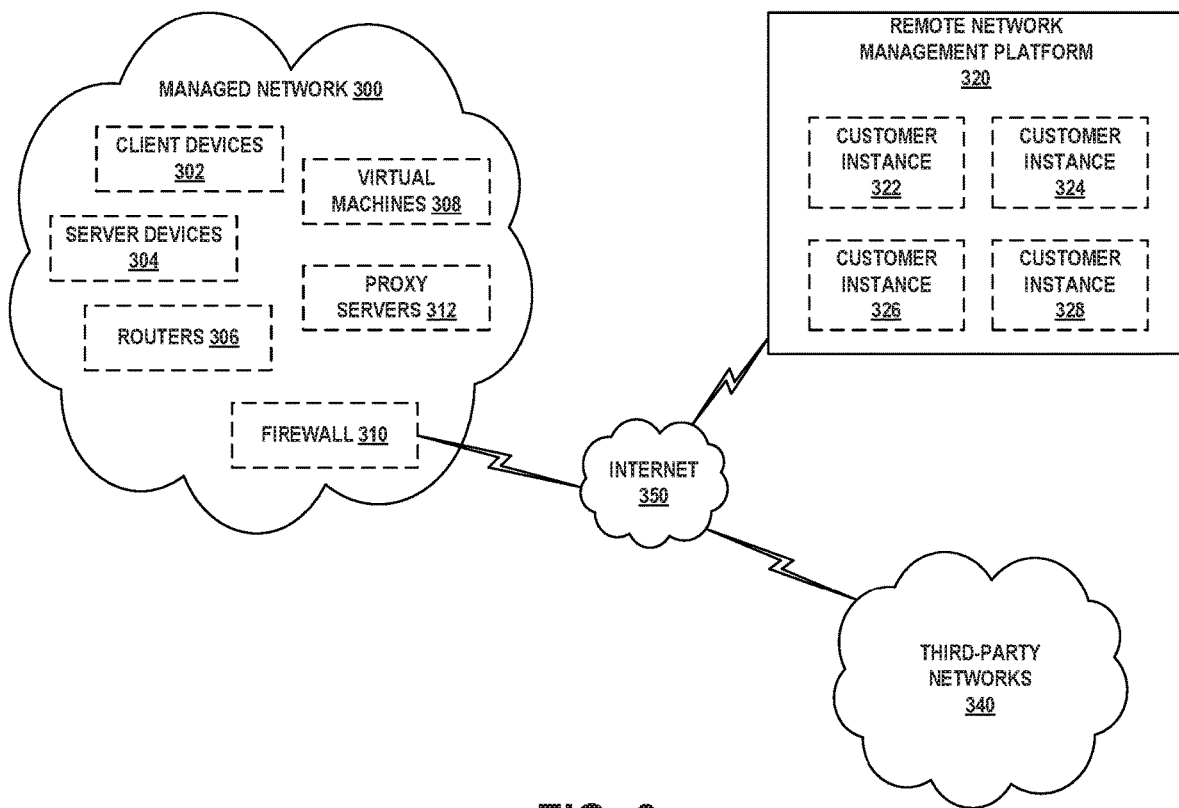 MANAGED NETWORK 300
CLIENT DEVICES
302
VIRTUAL
MACHINES 308
SERVER DEVICES
304
PROXY
SERVERS 312
ROUTERS 306
FIREWALL 310
REMOTE NETWORK
MANAGEMENT PLATFORM
320
CUSTOMER
INSTANCE
322
CUSTOMER
INSTANCE
324
CUSTOMER
INSTANCE
326
CUSTOMER
INSTANCE
328
INTERNET
350
THIRD-PARTY
NETWORKS
340